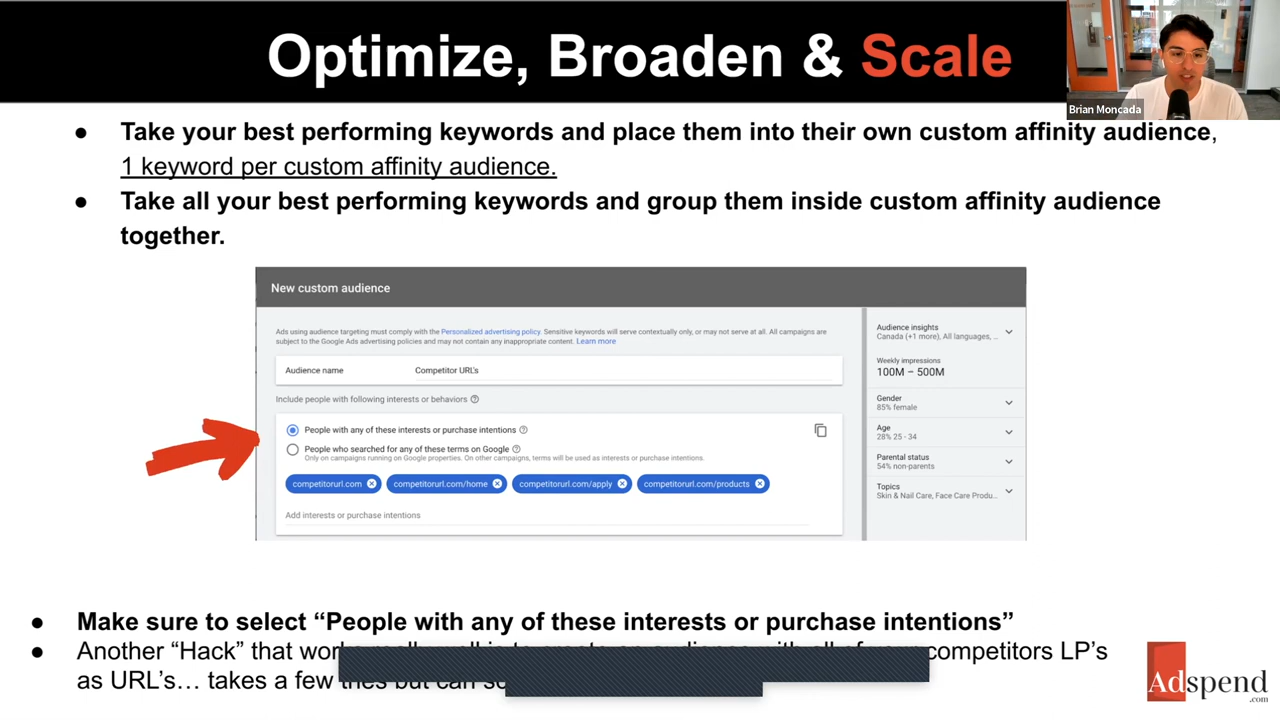 Optimize, Broaden & Scale
Brian Moncada
● Take your best performing keywords and place them into their own custom affinity audience,
1 keyword per custom affinity audience.
● Take all your best performing keywords and group them inside custom affinity audience
together.
New custom audience
Ads using audience targeting must comply with the Personalized advertising policy. Sensitive keywords will serve contextually only, or may not serve at all. All campaigns are
subject to the Google Ads advertising policies and may not contain any inappropriate content. Learn more
Audience name Competitor URL's
Include people with following interests or behaviors
People with any of these interests or purchase intentions
People who searched for any of these terms on Google
Only on campaigns running on Google properties. On other campaigns, terms will be used as interests or purchase intentions.
competitorurl.com competitorurl.com/home competitorurl.com/apply competitorurl.com/products
Add interests or purchase intentions
Audience insights
Canada (+1 more), All languages, ...
Weekly impressions
100M – 500M
Gender
85% female
Age
28% 25 - 34
Parental status
54% non-parents
Topics
Skin & Nail Care, Face Care Produ...
● Make sure to select “People with any of these interests or purchase intentions”
● Another “Hack” that competitors LP's
as URL's… takes a few but can
Adspend
.com